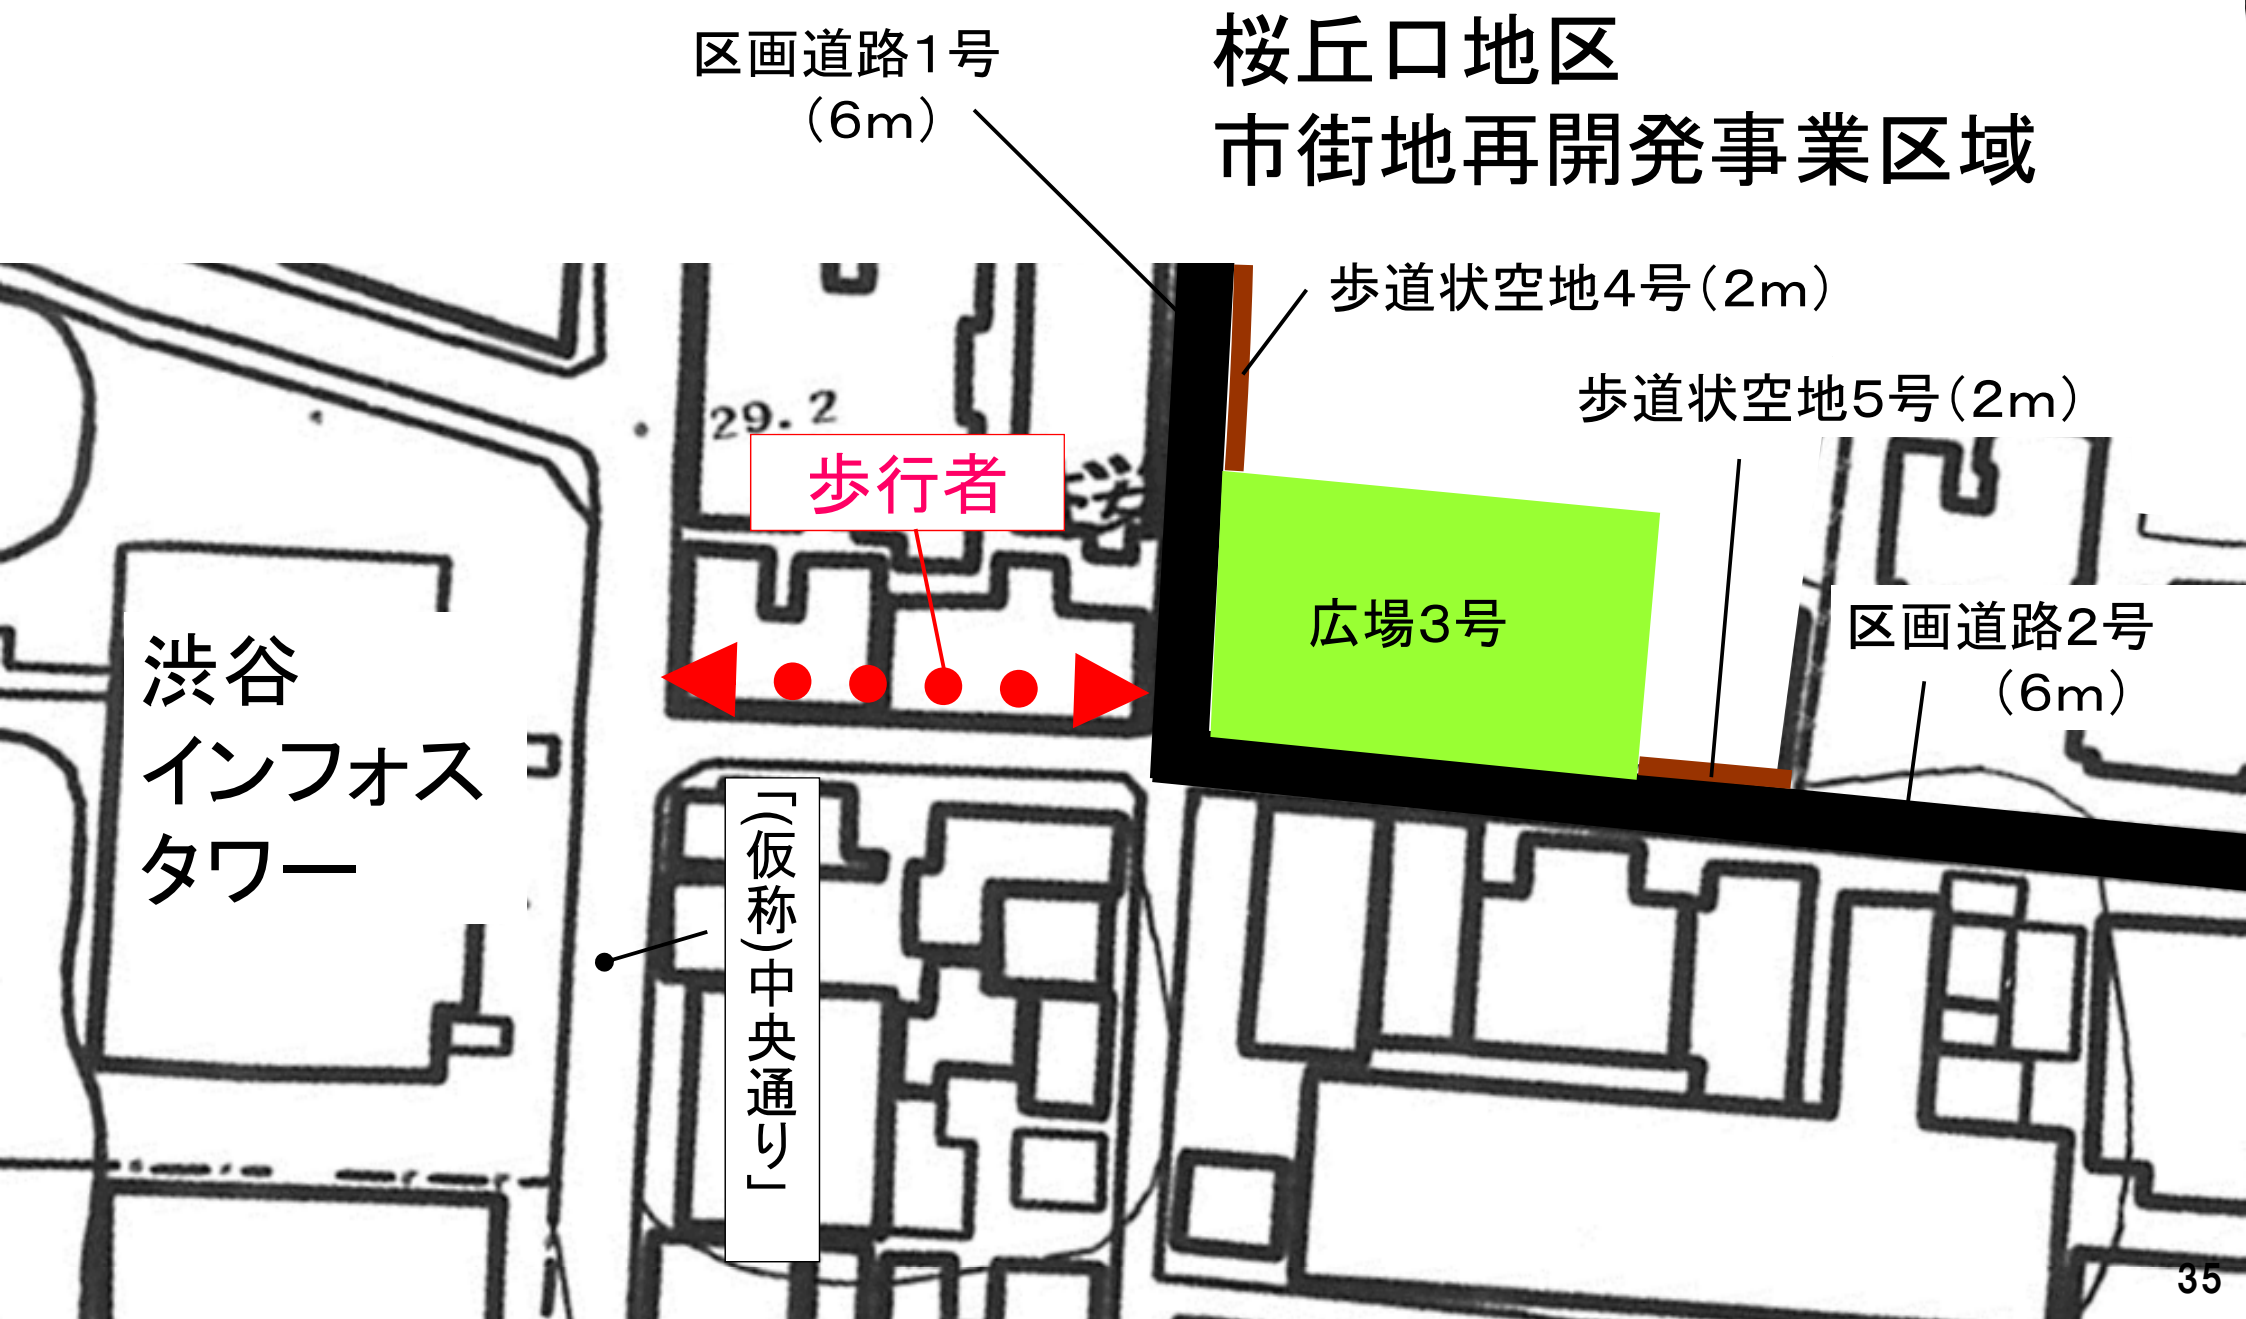 区画道路1号
（6m）
桜丘口地区
市街地再開発事業区域
歩道状空地4号（2m）
歩道状空地5号（2m）
29.2
歩行者
広場3号
区画道路2号
（6m）
渋谷
インフォス
タワー
「(仮称)中央通り」
35